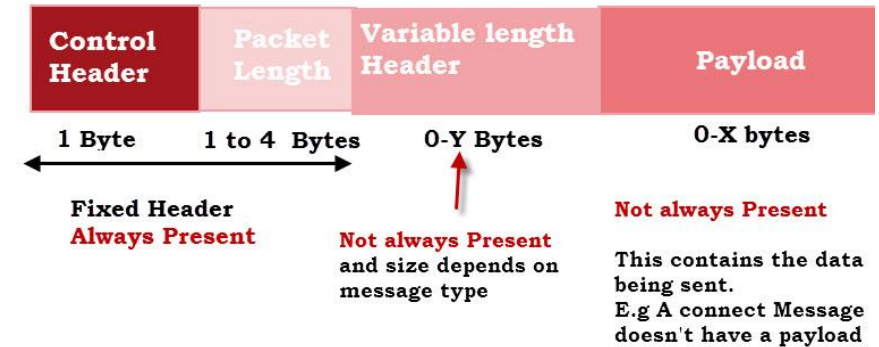 Control
Header
Packet
Length
Variable length
Header
Payload
1 Byte
1 to 4 Bytes
0-Y Bytes
0-X bytes
Fixed Header
Always Present
Not always Present
and size depends on
message type
Not always Present
This contains the data
being sent.
E.g A connect Message
doesn't have a payload